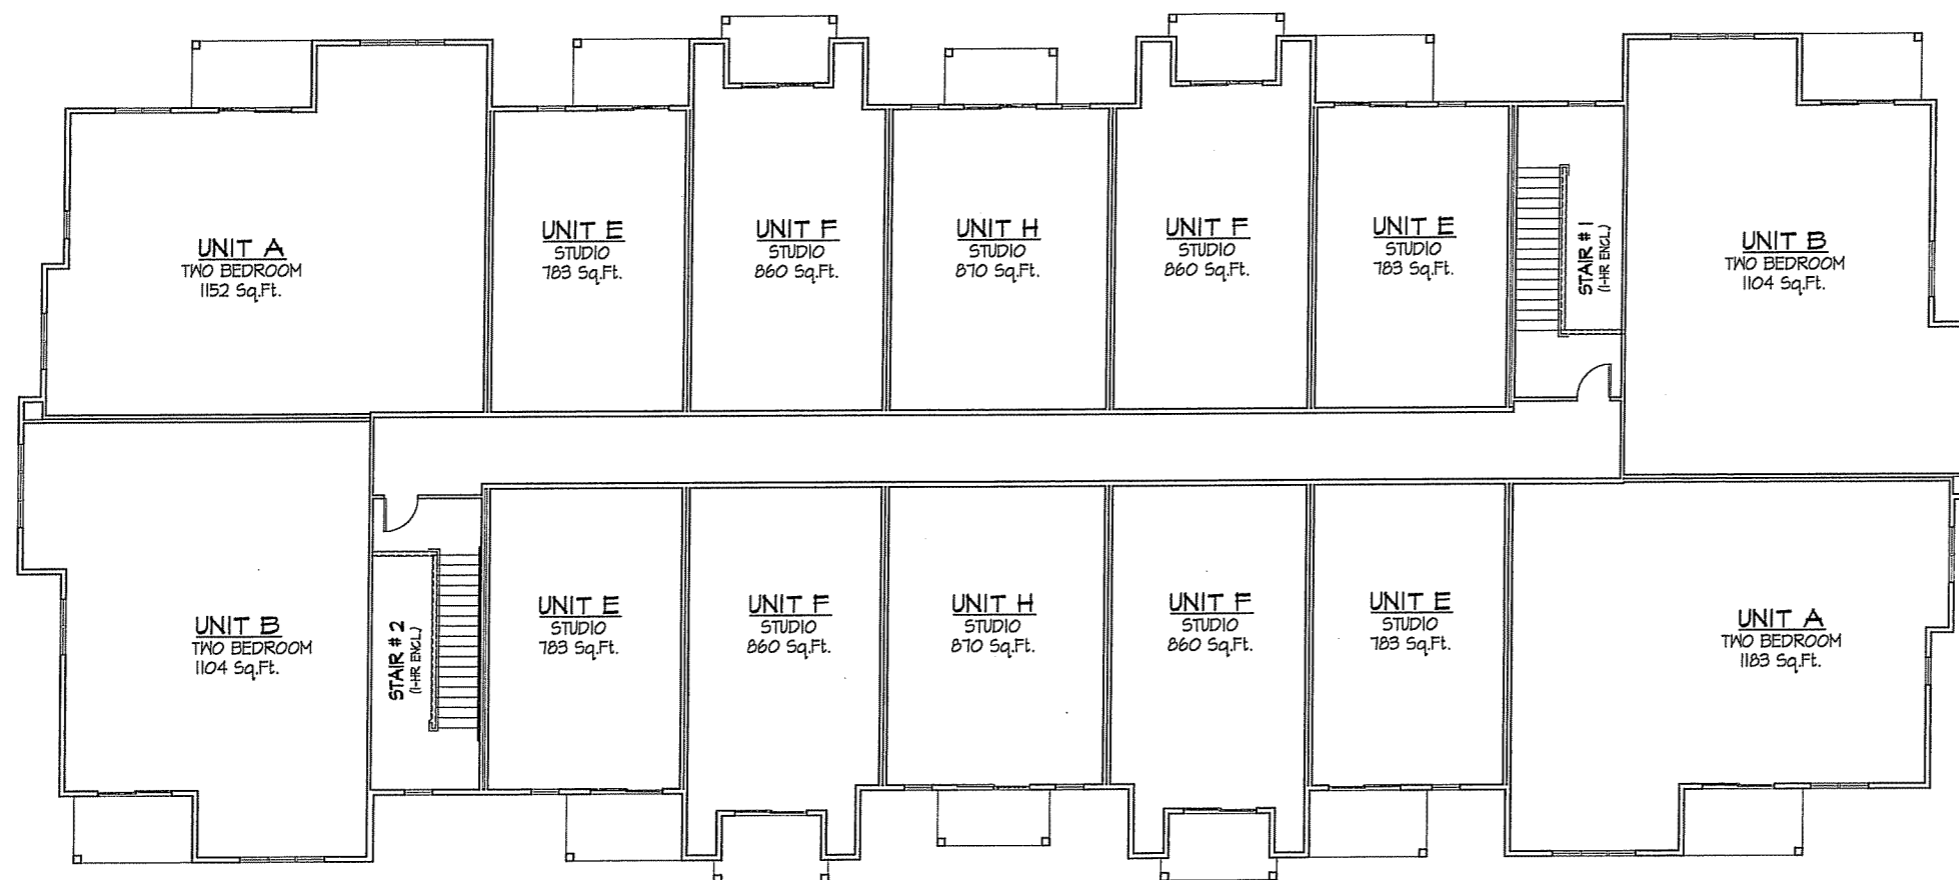 UNIT A
TWO BEDROOM
1152 Sq.Ft.
UNIT E
STUDIO
783 Sq.Ft.
UNIT F
STUDIO
860 Sq.Ft.
UNIT H
STUDIO
870 Sq.Ft.
UNIT F
STUDIO
860 Sq.Ft.
UNIT E
STUDIO
783 Sq.Ft.
STAIR #1
(1-HR ENCL.)
UNIT B
TWO BEDROOM
1104 Sq.Ft.
UNIT B
TWO BEDROOM
1104 Sq.Ft.
STAIR #2
(1-HR ENCL.)
UNIT E
STUDIO
783 Sq.Ft.
UNIT F
STUDIO
860 Sq.Ft.
UNIT H
STUDIO
870 Sq.Ft.
UNIT F
STUDIO
860 Sq.Ft.
UNIT E
STUDIO
783 Sq.Ft.
UNIT A
TWO BEDROOM
1183 Sq.Ft.